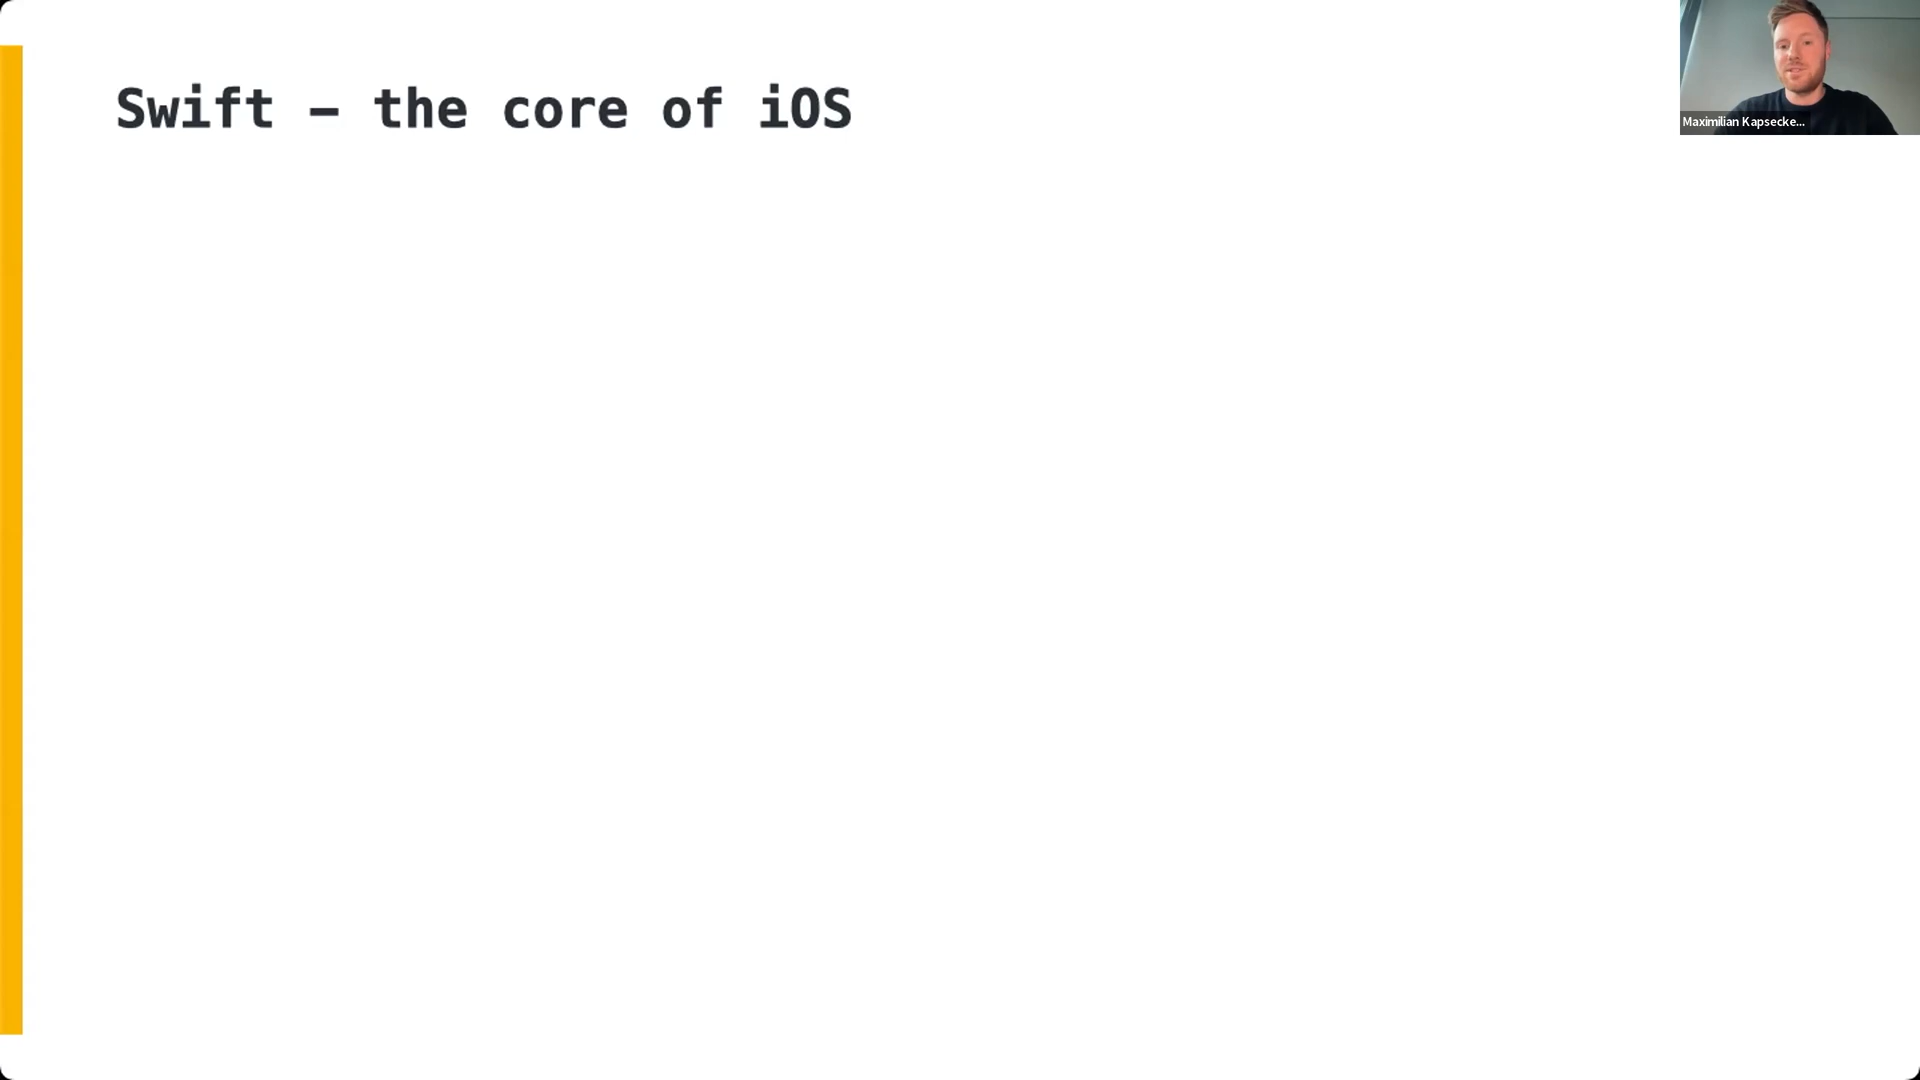 Swift – the core of iOS
Maximilian Kapsecke...